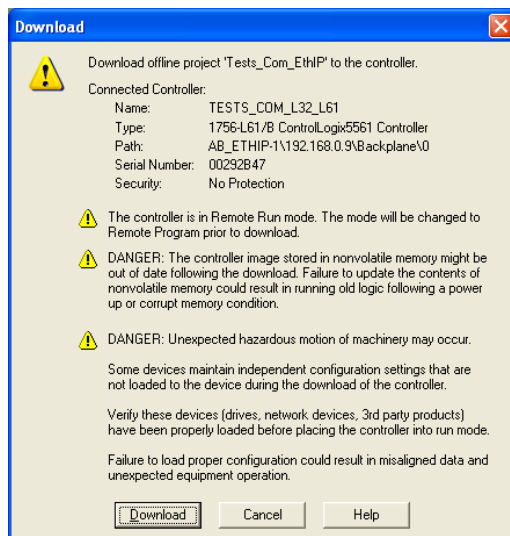 Download
Download offline project 'Tests_Com_EthIP' to the controller.
Connected Controller:
Name: TESTS_COM_L32_L61
Type: 1756-L61/B ControlLogix5561 Controller
Path: AB_ETHIP-1\192.168.0.9\Backplane\0
Serial Number: 00292B47
Security: No Protection
The controller is in Remote Run mode. The mode will be changed to
Remote Program prior to download.
DANGER: The controller image stored in nonvolatile memory might be
out of date following the download. Failure to update the contents of
nonvolatile memory could result in running old logic following a power
up or corrupt memory condition.
DANGER: Unexpected hazardous motion of machinery may occur.
Some devices maintain independent configuration settings that are
not loaded to the device during the download of the controller.
Verify these devices (drives, network devices, 3rd party products)
have been properly loaded before placing the controller into run mode.
Failure to load proper configuration could result in misaligned data and
unexpected equipment operation.
Download Cancel Help